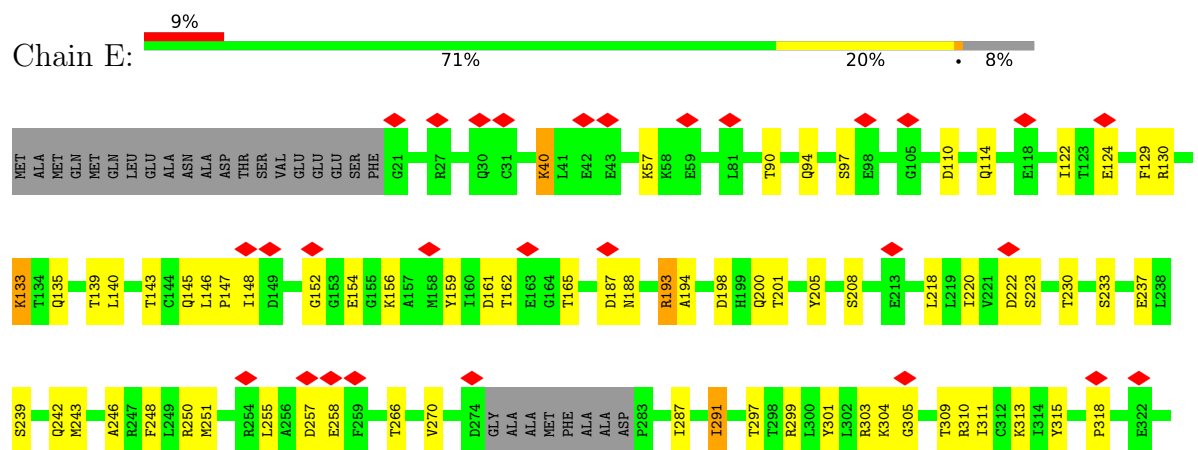 9%
Chain E:
71% 20% • 8%
MET ALA MET GLN MET GLN LEU GLU ALA ASN ALA ASP THR SER VAL GLU GLU GLU SER PHE G21 R27 Q30 C31 K40 L41 E42 E43 K57 K58 E59 L81 T90 Q94 S97 E98 G105 D110 Q114 E118 I122 T123 E124 F129 R130
K133 T134 Q135 T139 L140 T143 C144 Q145 L146 P147 I148 D149 G152 G153 E154 G155 K156 A157 M158 Y159 I160 D161 T162 E163 G164 T165 D187 N188 R193 A194 D198 H199 Q200 T201 Y205 S208 E213 L218 L219 I220 V221 D222 S223 T230 S233 E237 L238
S239 Q242 M243 A246 R247 F248 L249 R250 M251 R254 L255 A256 D257 E258 F259 T266 V270 D274 GLY ALA ALA MET PHE ALA ALA ASP P283 I287 I291 T297 T298 R299 L300 Y301 L302 R303 K304 G305 T309 R310 I311 C312 K313 I314 Y315 P318 E322